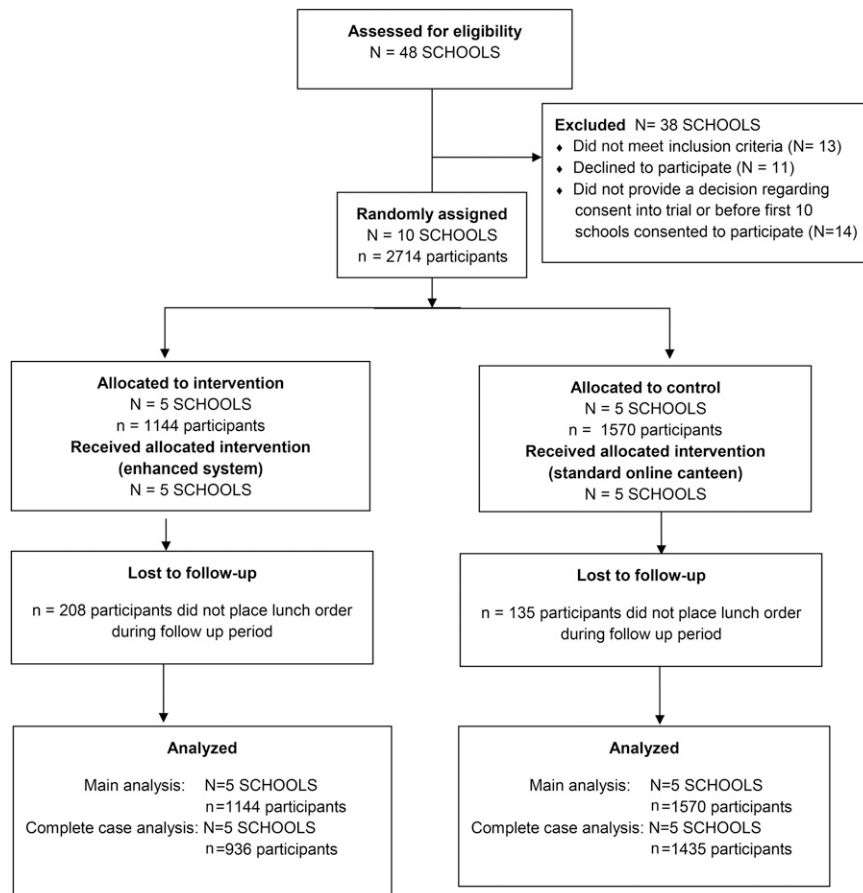 Assessed for eligibility
N = 48 SCHOOLS
Excluded N= 38 SCHOOLS
♦ Did not meet inclusion criteria (N= 13)
♦ Declined to participate (N = 11)
♦ Did not provide a decision regarding
consent into trial or before first 10
schools consented to participate (N=14)
Randomly assigned
N = 10 SCHOOLS
n = 2714 participants
Allocated to intervention
N = 5 SCHOOLS
n = 1144 participants
Received allocated intervention
(enhanced system)
N = 5 SCHOOLS
Allocated to control
N = 5 SCHOOLS
n = 1570 participants
Received allocated intervention
(standard online canteen)
N = 5 SCHOOLS
Lost to follow-up
n = 208 participants did not place lunch order
during follow up period
Lost to follow-up
n = 135 participants did not place lunch order
during follow up period
Analyzed
Main analysis: N=5 SCHOOLS
n=1144 participants
Complete case analysis: N=5 SCHOOLS
n=936 participants
Analyzed
Main analysis: N=5 SCHOOLS
n=1570 participants
Complete case analysis: N=5 SCHOOLS
n=1435 participants